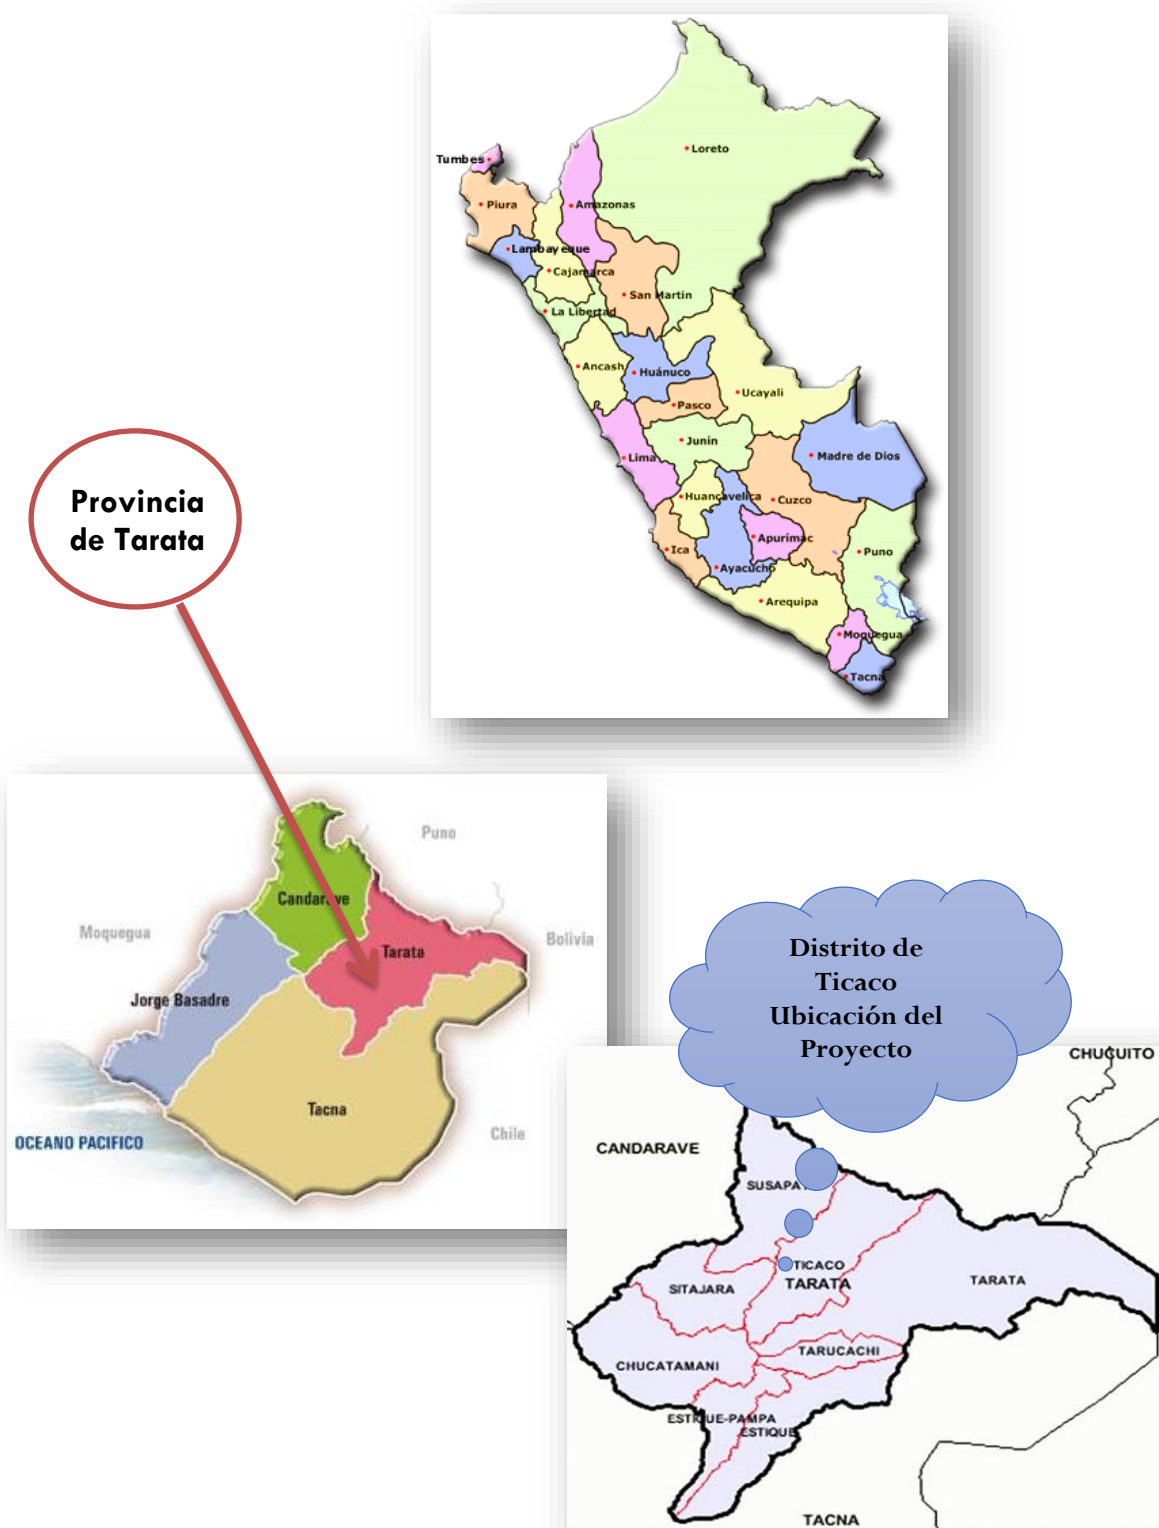 Loreto
Tumbes
Piura
Amazonas
Lambayeque
Cajamarca
San Martin
La Libertad
Ancash
Huánuco
Ucayali
Pasco
Junín
Lima
Madre de Dios
Huancavelica
Cuzco
Apurímac
Ica
Puno
Ayacucho
Arequipa
Moquegua
Tacna
Provincia
de Tarata
Puno
Candarave
Moquegua
Tarata
Bolivia
Jorge Basadre
Tacna
Chile
OCEANO PACIFICO
Distrito de
Ticaco
Ubicación del
Proyecto
CHUCUITO
CANDARAVE
SUSAPA
TICACO
TARATA
SITAJARA
TARATA
TARUCACHI
CHUCATAMANI
ESTIQUE-PAMPA
ESTIQUE
TACNA